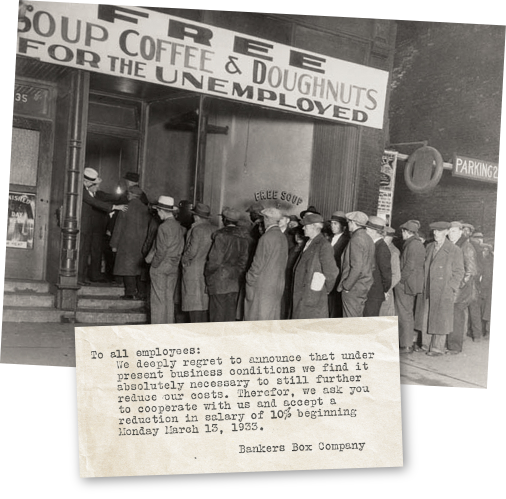 FREE
SOUP COFFEE & DOUGHNUTS
FOR THE UNEMPLOYED
35
FREE SOUP
PARKING 2
To all employees:
We deeply regret to announce that under
present business conditions we find it
absolutely necessary to still further
reduce our costs. Therefor, we ask you
to cooperate with us and accept a
reduction in salary of 10% beginning
Monday March 13, 1933.
Bankers Box Company